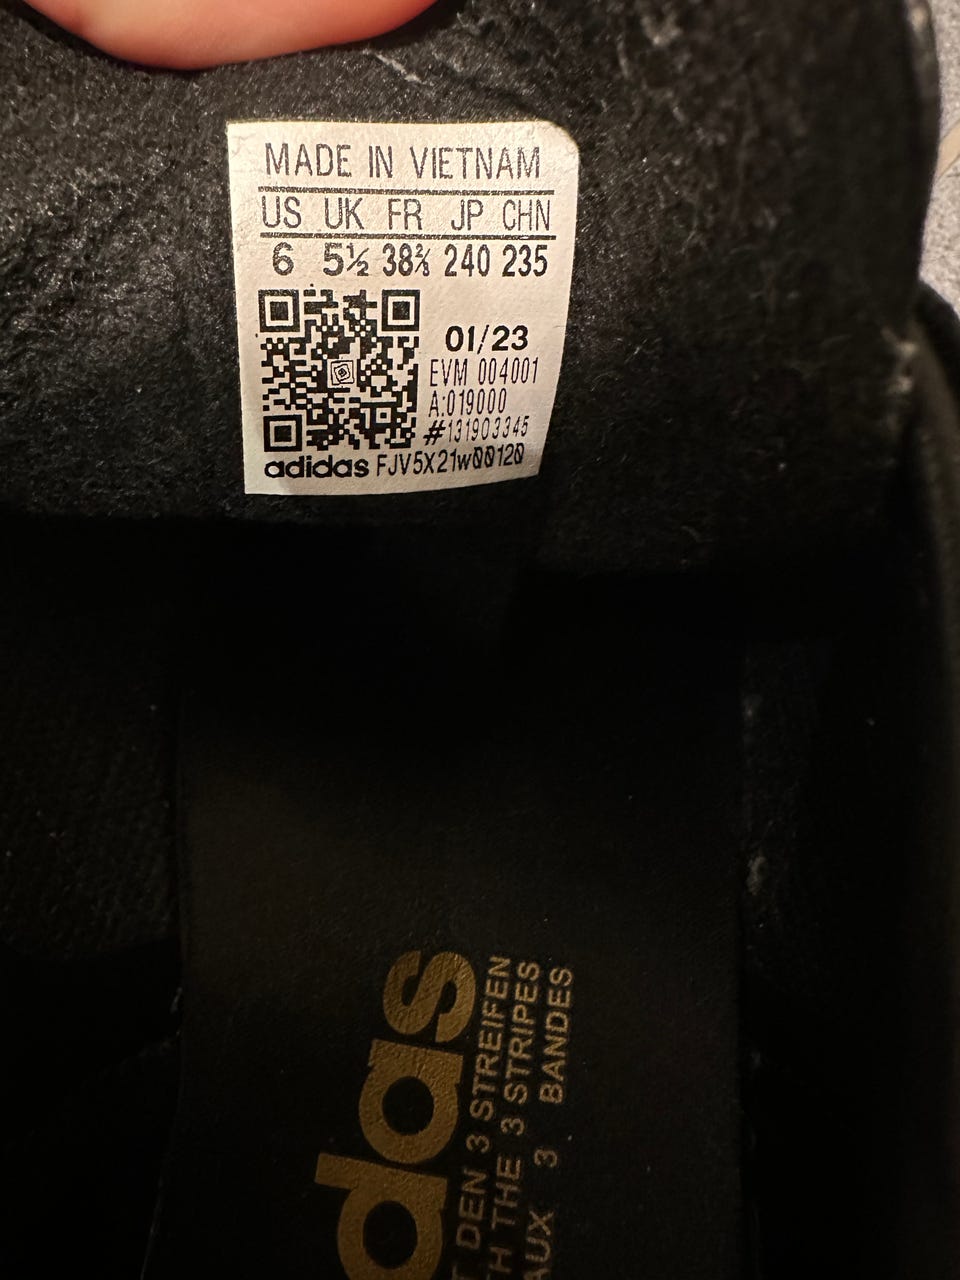 MADE IN VIETNAM
US UK FR JP CHN
6 5½ 38⅔ 240 235
01/23
EVM 004001
A:019000
#131903345
adidas FJV5X21w00120
das
DEN 3 STREIFEN
THE 3 STRIPES
AUX 3 BANDES